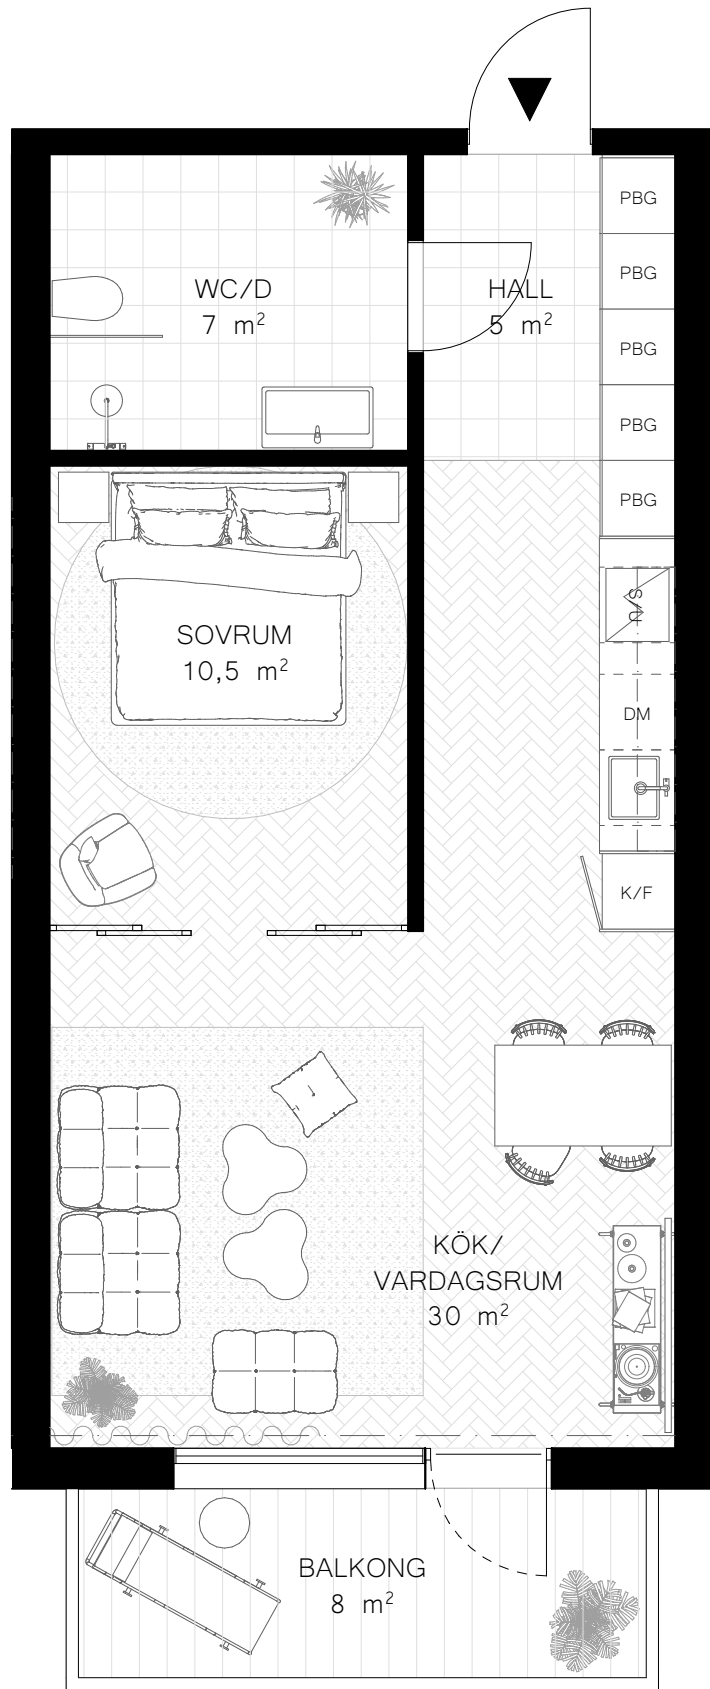 PBG
PBG
WC/D
7 m²
HALL
5 m²
PBG
PBG
PBG
S/U
SOVRUM
10,5 m²
DM
K/F
KÖK/
VARDAGSRUM
30 m²
BALKONG
8 m²